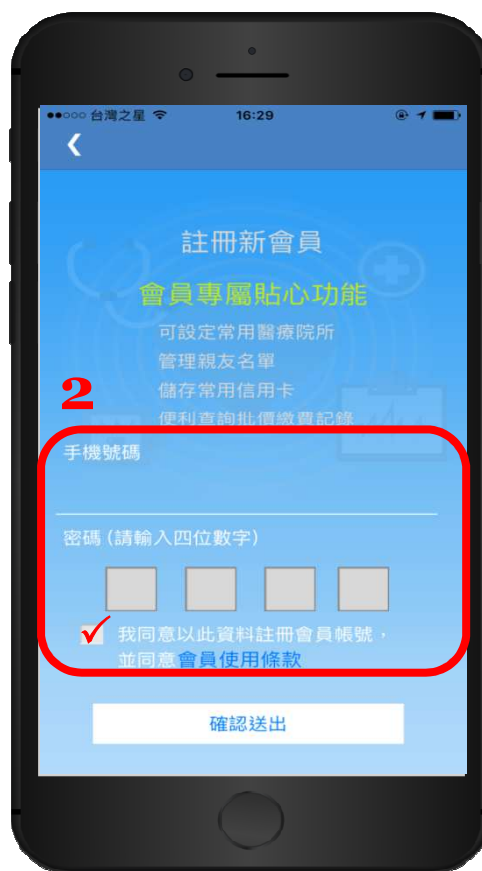 台灣之星 16:29
註冊新會員
會員專屬貼心功能
可設定常用醫療院所
管理親友名單
儲存常用信用卡
便利查詢批價繳費記錄
2
手機號碼
密碼(請輸入四位數字)
我同意以此資料註冊會員帳號，
並同意會員使用條款
確認送出